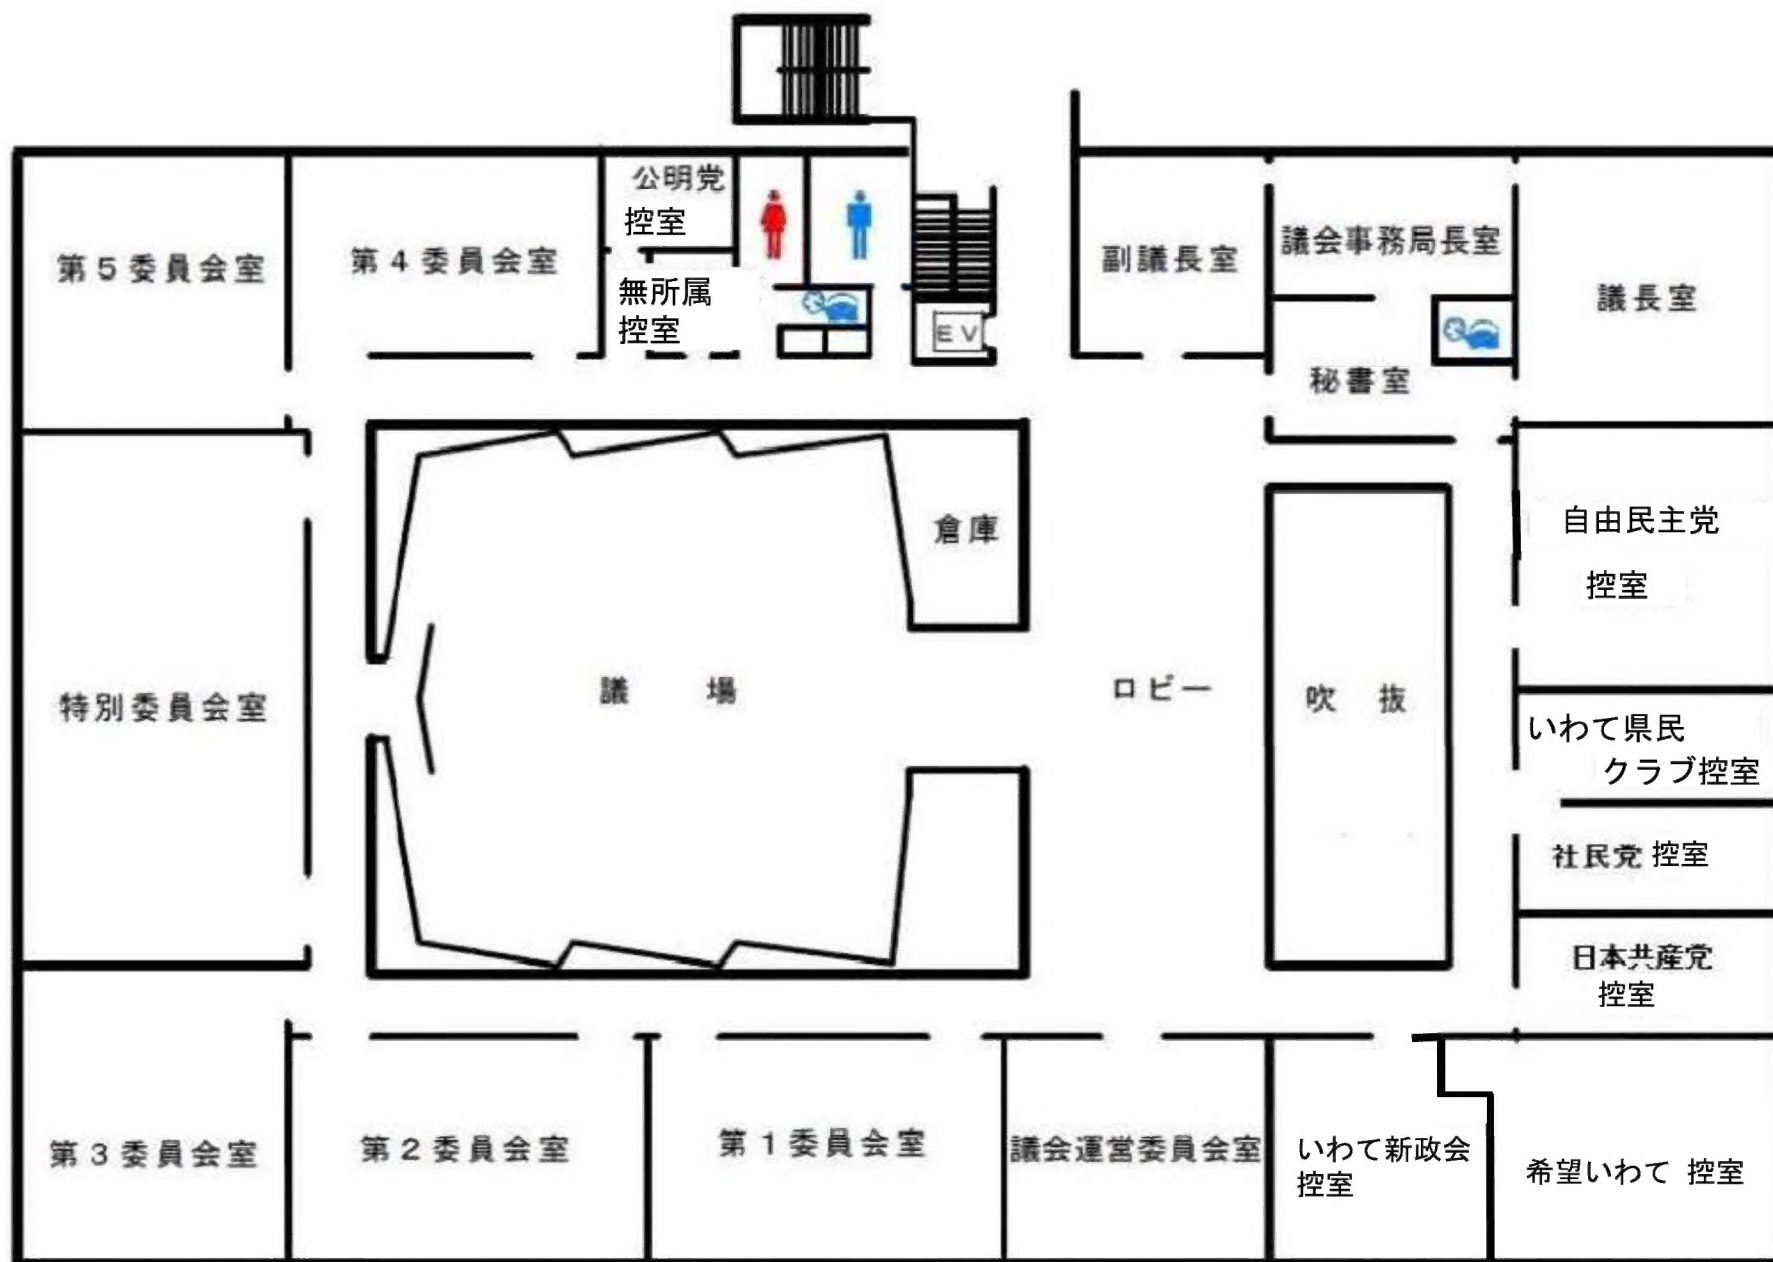 公明党
控室
第５委員会室
第４委員会室
無所属
控室
ＥＶ
副議長室
議会事務局長室
議長室
秘書室
倉庫
自由民主党
控室
特別委員会室
議　場
ロビー
吹　抜
いわて県民
クラブ控室
社民党 控室
日本共産党
控室
第３委員会室
第２委員会室
第１委員会室
議会運営委員会室
いわて新政会
控室
希望いわて 控室